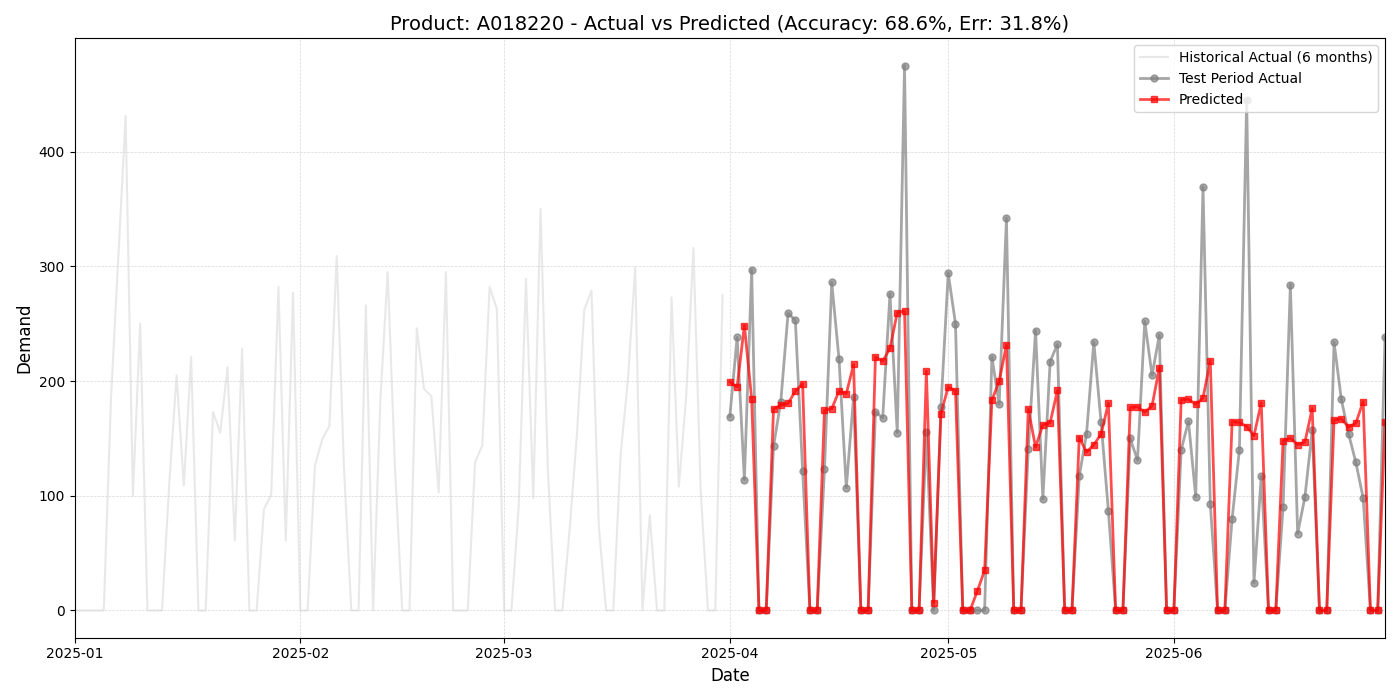 Product: A018220 - Actual vs Predicted (Accuracy: 68.6%, Err: 31.8%)
Historical Actual (6 months)
Test Period Actual
Predicted
Demand
400
300
200
100
0
2025-01
2025-02
2025-03
2025-04
2025-05
2025-06
Date